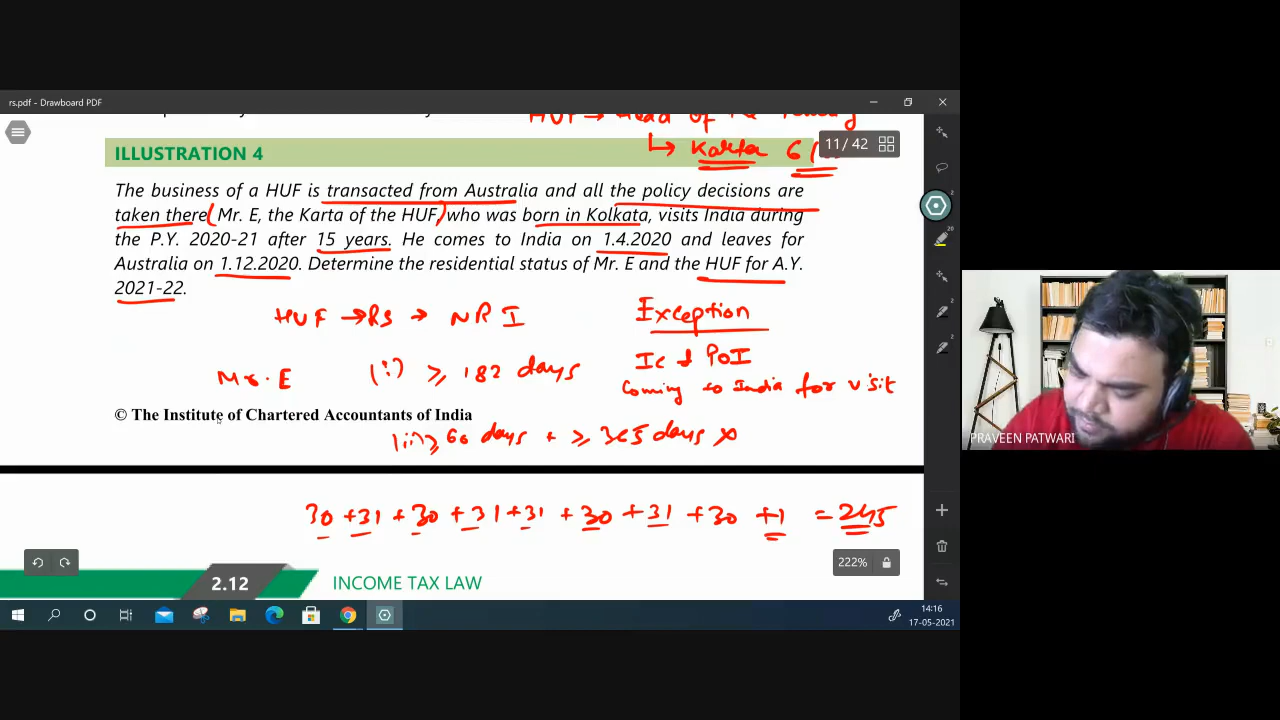 rs.pdf - Drawboard PDF
HUF → Head of
↳ Karta
11 / 42
ILLUSTRATION 4
The business of a HUF is transacted from Australia and all the policy decisions are
taken there (Mr. E, the Karta of the HUF,) who was born in Kolkata, visits India during
the P.Y. 2020-21 after 15 years. He comes to India on 1.4.2020 and leaves for
Australia on 1.12.2020. Determine the residential status of Mr. E and the HUF for A.Y.
2021-22.
HUF → RS → NRI
Exception
IC & POI
Coming to India for visit
Mr. E (i) ≥ 182 days
© The Institute of Chartered Accountants of India
(ii) ≥ 60 days + ≥ 365 days ×
30 + 31 + 30 + 31 + 31 + 30 + 31 + 30 + 1 = 245
222%
2.12 INCOME TAX LAW
14:16
17-05-2021
PRAVEEN PATWARI